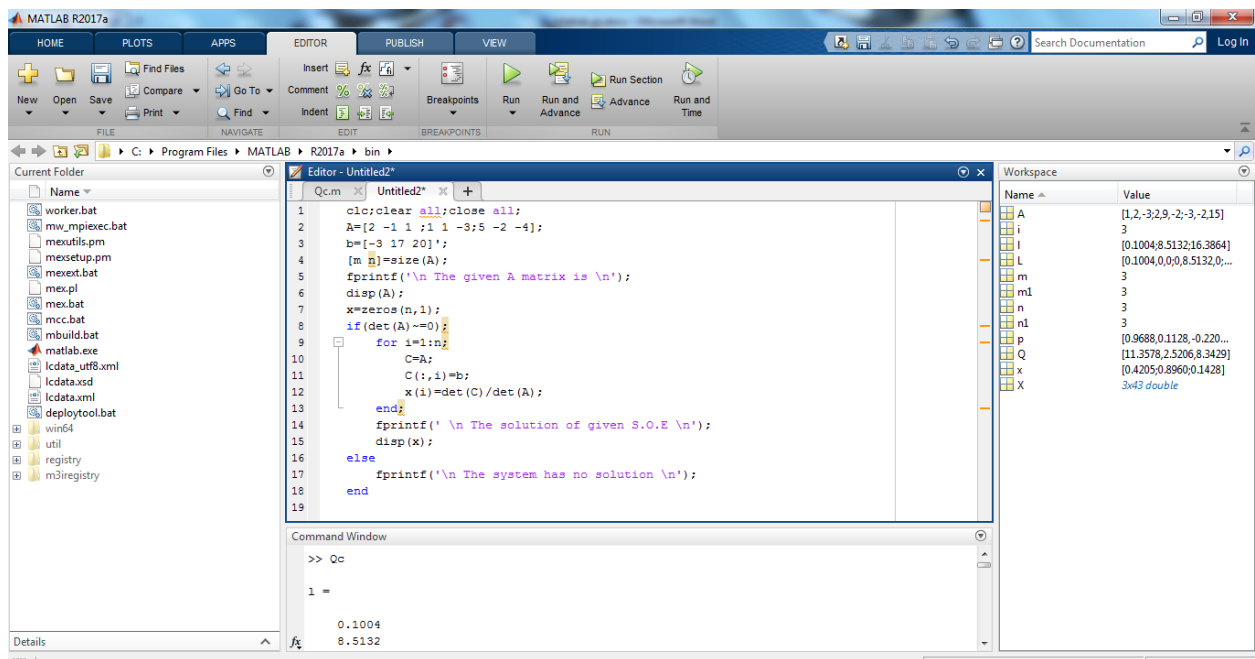 MATLAB R2017a
HOME PLOTS APPS EDITOR PUBLISH VIEW Search Documentation Log In
Find Files Insert fx
Compare Go To Comment Run Section
New Open Save Print Find Indent Breakpoints Run Run and Advance Advance Run and Time
FILE NAVIGATE EDIT BREAKPOINTS RUN
C: Program Files MATLAB R2017a bin
Current Folder
Name
worker.bat
mw_mpiexec.bat
mexutils.pm
mexsetup.pm
mexext.bat
mex.pl
mex.bat
mcc.bat
mbuild.bat
matlab.exe
lcdata_utf8.xml
lcdata.xsd
lcdata.xml
deploytool.bat
win64
util
registry
m3iregistry
Details
Editor - Untitled2*
Qc.m Untitled2* +
1 clc;clear all;close all;
2 A=[2 -1 1 ;1 1 -3;5 -2 -4];
3 b=[-3 17 20]';
4 [m n]=size(A);
5 fprintf('\n The given A matrix is \n');
6 disp(A);
7 x=zeros(n,1);
8 if(det(A)~=0);
9 for i=1:n;
10 C=A;
11 C(:,i)=b;
12 x(i)=det(C)/det(A);
13 end;
14 fprintf(' \n The solution of given S.O.E \n');
15 disp(x);
16 else
17 fprintf('\n The system has no solution \n');
18 end
19
Command Window
>> Qc
l =
0.1004
fx 8.5132
Workspace
Name Value
A [1,2,-3;2,9,-2;-3,-2,15]
i 3
l [0.1004;8.5132;16.3864]
L [0.1004,0,0;0,8.5132,0;...
m 3
m1 3
n 3
n1 3
p [0.9688,0.1128,-0.220...
Q [11.3578,2.5206,8.3429]
x [0.4205;0.8960;0.1428]
X 3x43 double